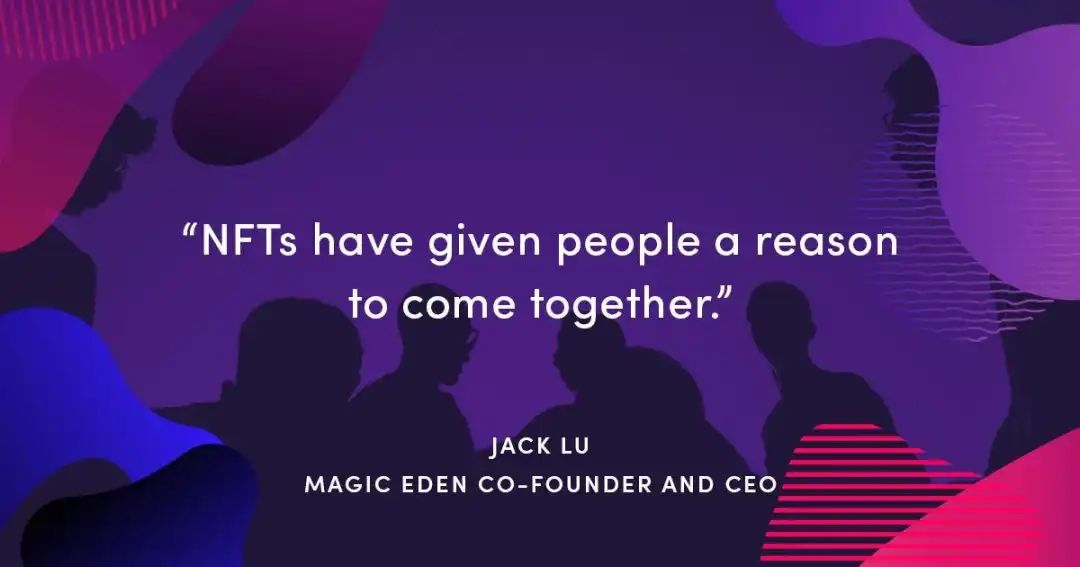 “NFTs have given people a reason
to come together.”
JACK LU
MAGIC EDEN CO-FOUNDER AND CEO